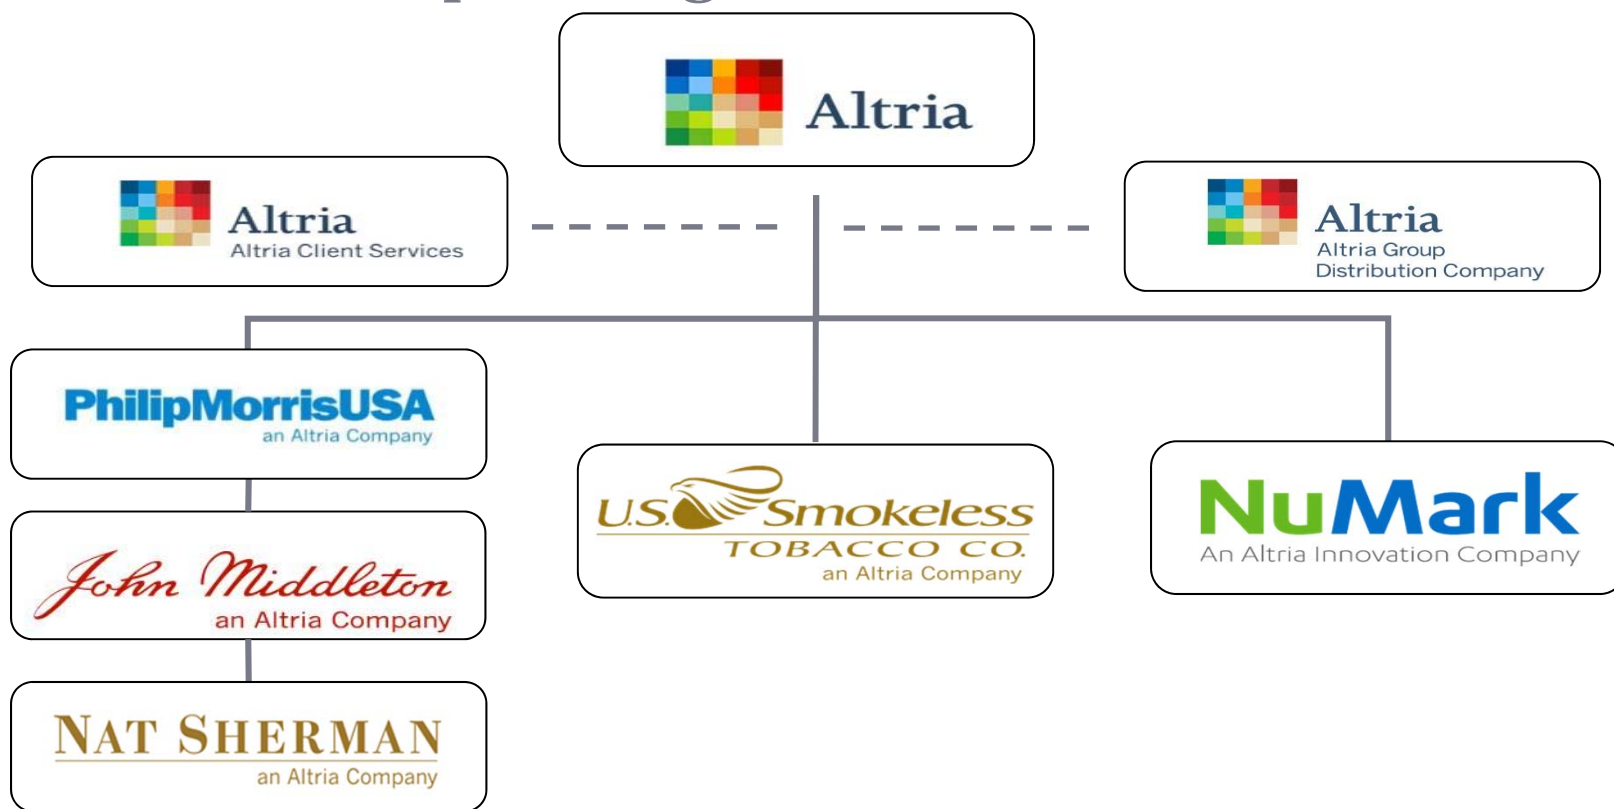 Altria
Altria
Altria Client Services
Altria
Altria Group
Distribution Company
PhilipMorrisUSA
an Altria Company
U.S. Smokeless
TOBACCO CO.
an Altria Company
NuMark
An Altria Innovation Company
John Middleton
an Altria Company
NAT SHERMAN
an Altria Company